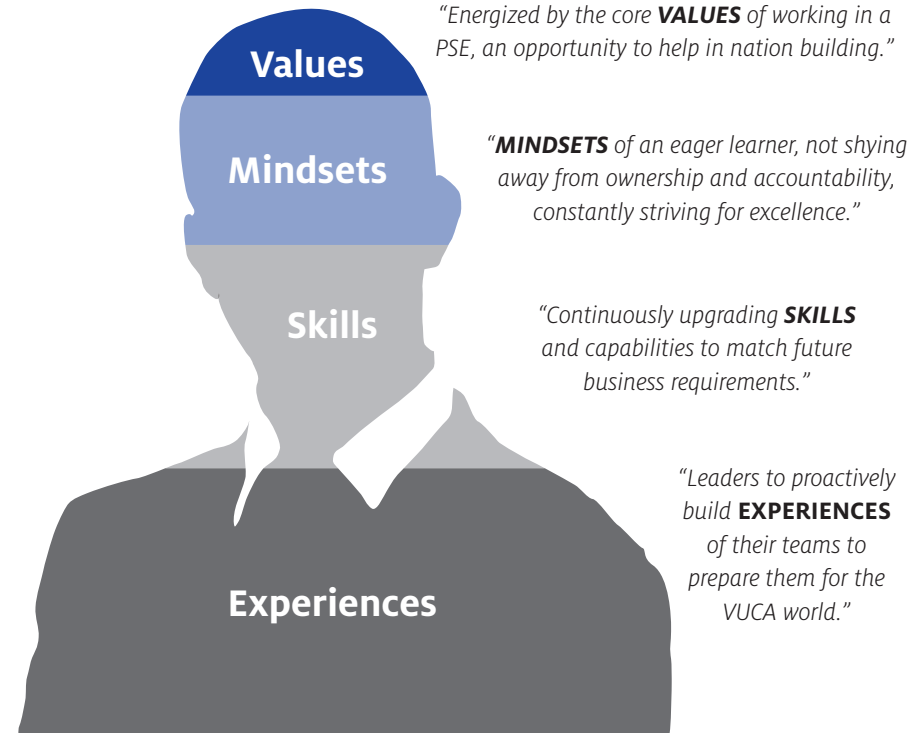 Values
“Energized by the core VALUES of working in a
PSE, an opportunity to help in nation building.”
Mindsets
“MINDSETS of an eager learner, not shying
away from ownership and accountability,
constantly striving for excellence.”
Skills
“Continuously upgrading SKILLS
and capabilities to match future
business requirements.”
Experiences
“Leaders to proactively
build EXPERIENCES
of their teams to
prepare them for the
VUCA world.”